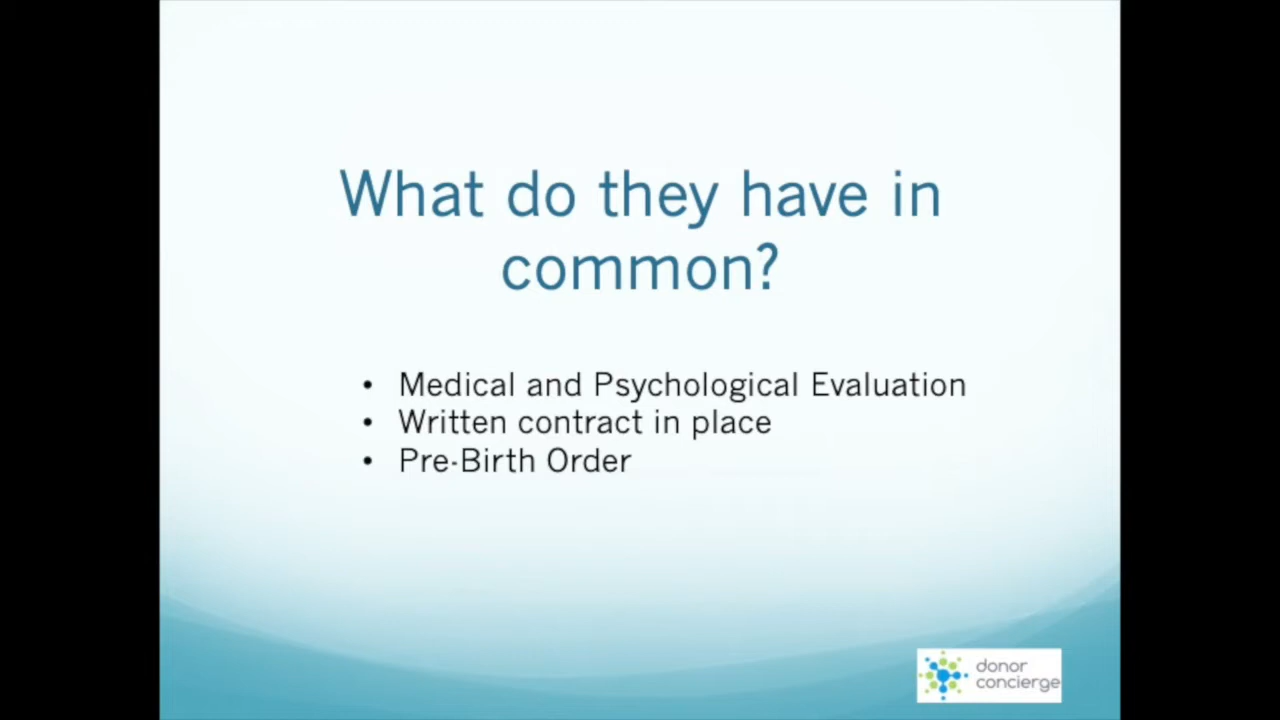 What do they have in
common?
• Medical and Psychological Evaluation
• Written contract in place
• Pre-Birth Order
donor
concierge